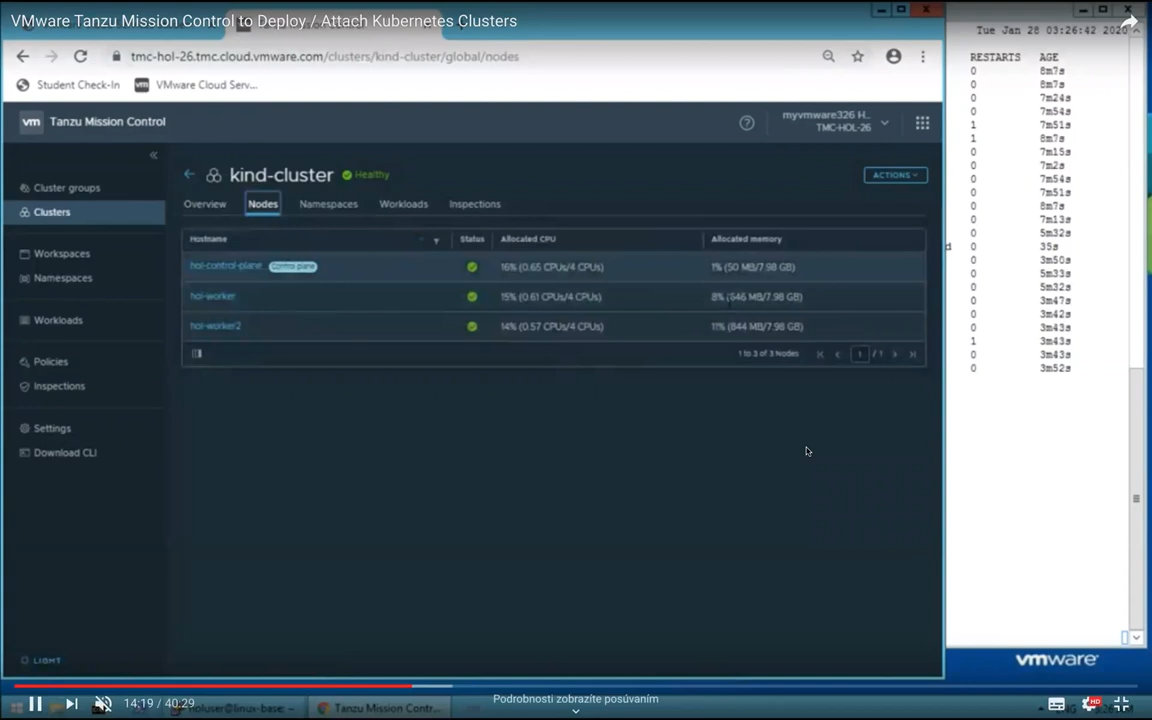 VMware Tanzu Mission Control to Deploy / Attach Kubernetes Clusters
tmc-hol-26.tmc.cloud.vmware.com/clusters/kind-cluster/global/nodes
Student Check-In
vm VMware Cloud Serv...
vm Tanzu Mission Control
myvmware326 H..
TMC-HOL-26
Cluster groups
Clusters
Workspaces
Namespaces
Workloads
Policies
Inspections
Settings
Download CLI
LIGHT
kind-cluster Healthy
ACTIONS
Overview Nodes Namespaces Workloads Inspections
Hostname Status Allocated CPU Allocated memory
hol-control-plane Control plane 16% (0.65 CPUs/4 CPUs) 1% (50 MB/7.98 GB)
hol-worker 15% (0.61 CPUs/4 CPUs) 8% (646 MB/7.98 GB)
hol-worker2 14% (0.57 CPUs/4 CPUs) 11% (844 MB/7.98 GB)
1 to 3 of 3 Nodes 1 / 1
Tue Jan 28 03:26:42 2020
RESTARTS AGE
0 8m7s
0 8m7s
0 7m24s
0 7m54s
1 7m51s
1 8m7s
0 7m15s
0 7m2s
0 7m54s
0 7m51s
0 8m7s
0 7m13s
0 5m32s
d 0 35s
0 3m50s
0 5m33s
0 5m32s
0 3m47s
0 3m42s
0 3m43s
1 3m43s
0 3m43s
0 3m52s
vmware
14:19 / 40:29
Podrobnosti zobrazíte posúvaním
HD
holuser@linux-base: ~
Tanzu Mission Contr...